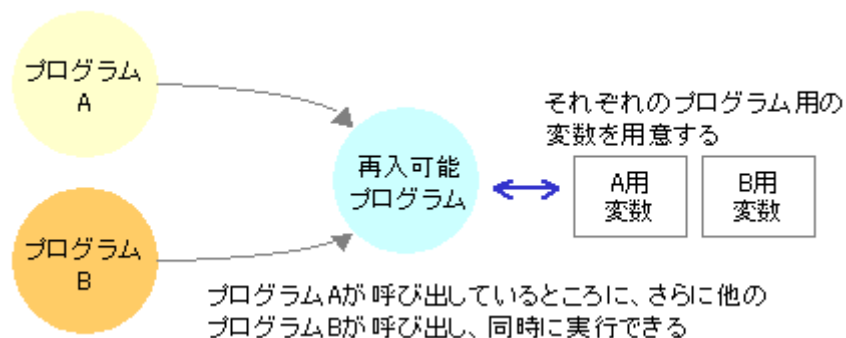 プログラム
A
それぞれのプログラム用の
変数を用意する
再入可能
プログラム
A用
変数
B用
変数
プログラム
B
プログラムAが呼び出しているところに、さらに他の
プログラムBが呼び出し、同時に実行できる